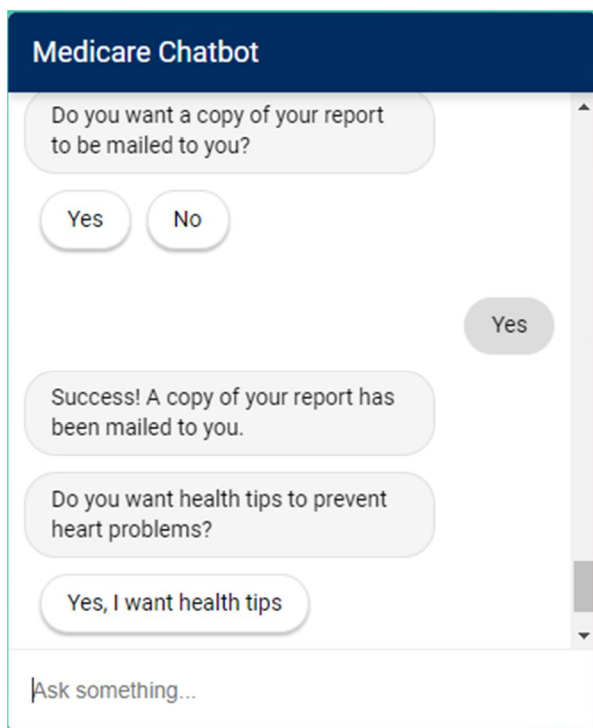 Medicare Chatbot
Do you want a copy of your report
to be mailed to you?
Yes No
Yes
Success! A copy of your report has
been mailed to you.
Do you want health tips to prevent
heart problems?
Yes, I want health tips
Ask something...